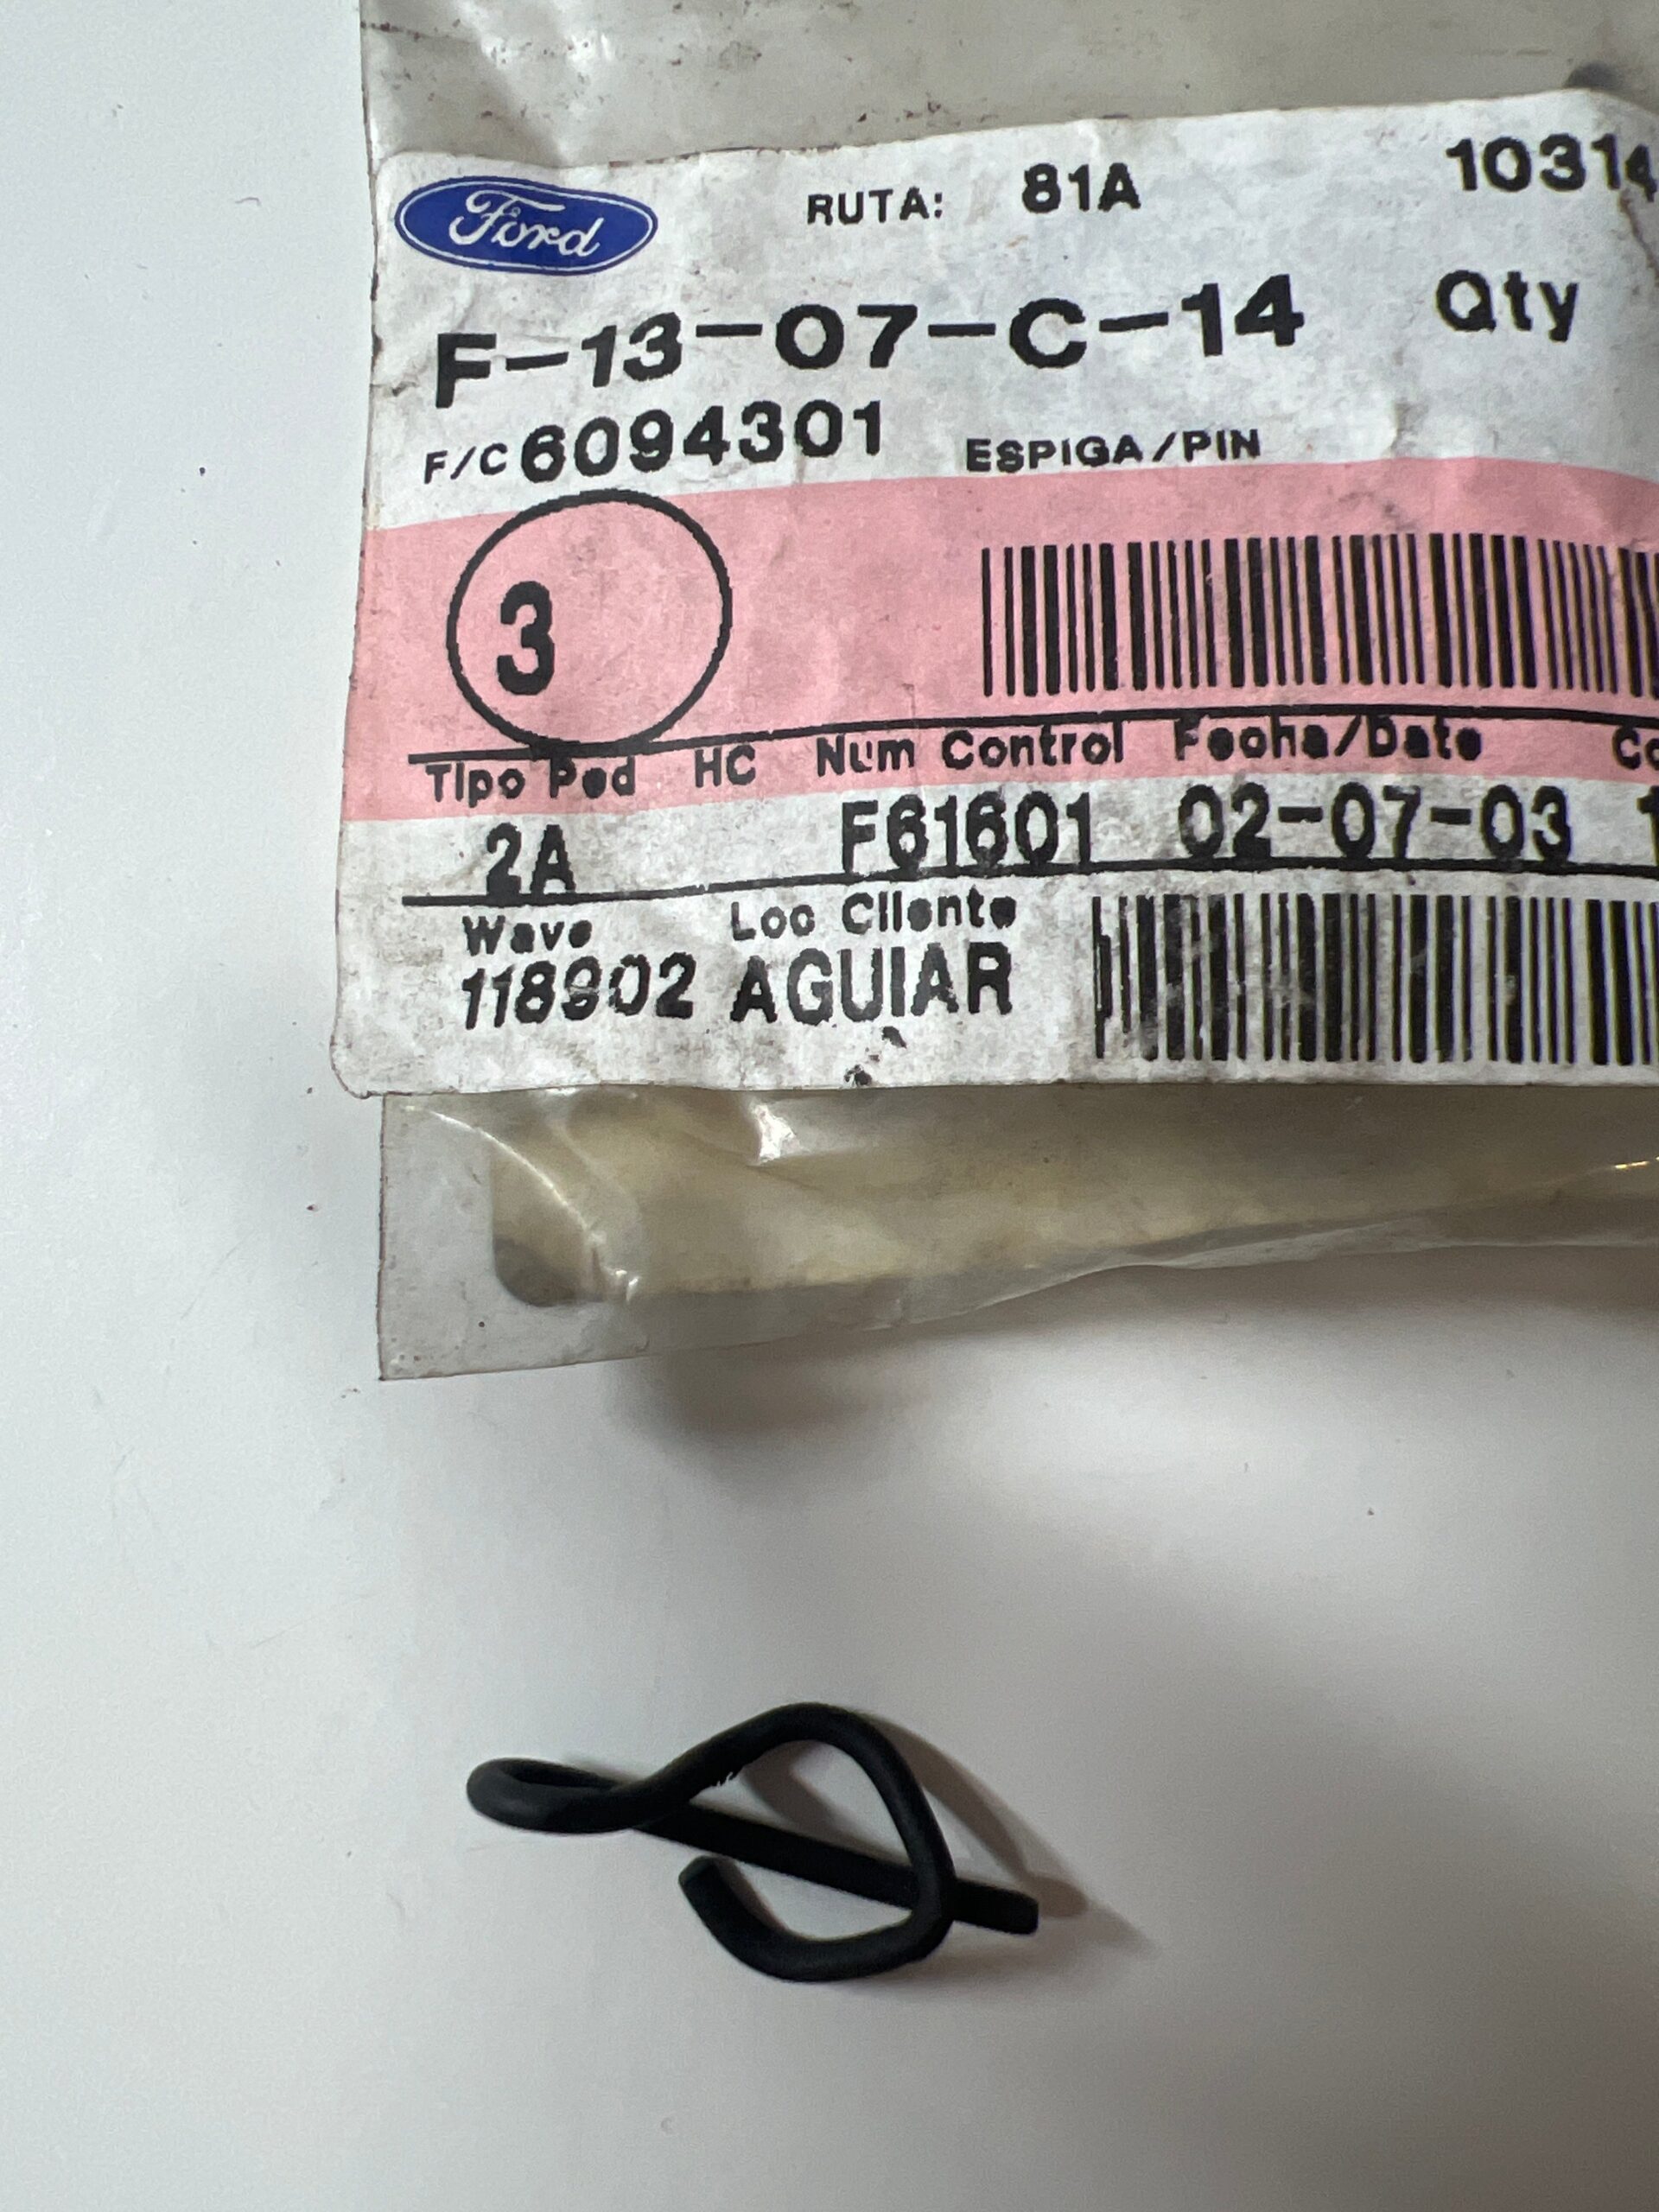 Ford RUTA: 81A 10314
F-13-07-C-14 Qty
F/C 6094301 ESPIGA/PIN
3
Tipo Ped HC Num Control Fecha/Date
2A F61601 02-07-03
Wave Loc Cliente
118902 AGUIAR